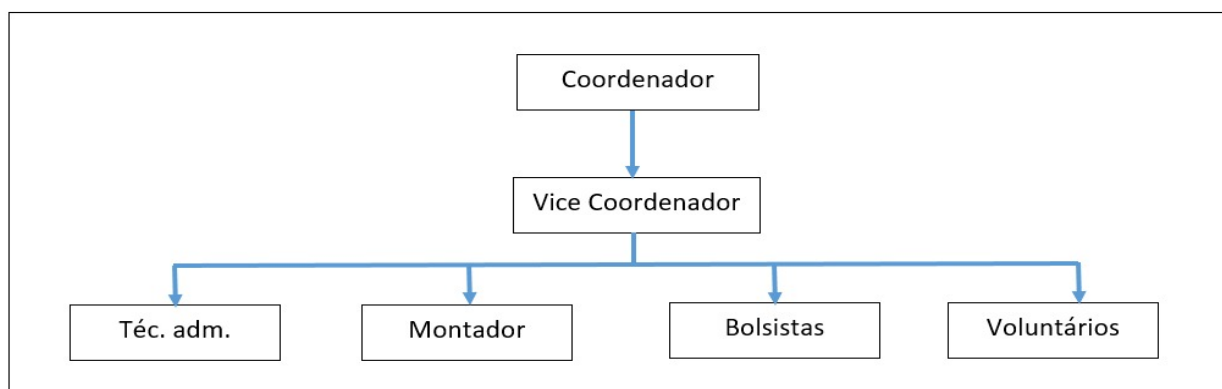 Coordenador
Vice Coordenador
Téc. adm.
Montador
Bolsistas
Voluntários